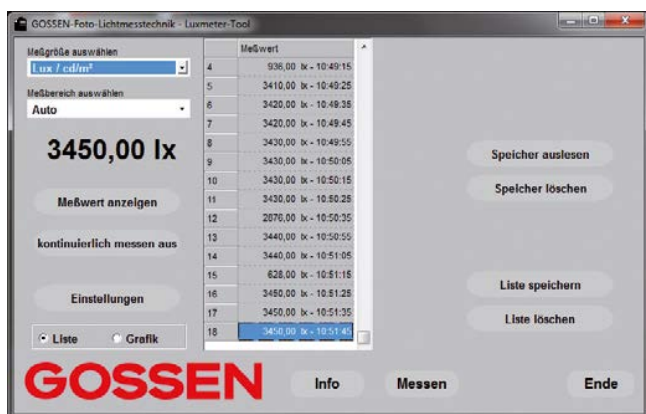 GOSSEN-Foto-Lichtmesstechnik - Luxmeter-Tool
Meßgröße auswählen
Lux / cd/m²
Meßbereich auswählen
Auto
3450,00 lx
Meßwert anzeigen
kontinuierlich messen aus
Einstellungen
Liste
Grafik
Meßwert
4 936,00 lx - 10:49:15
5 3410,00 lx - 10:49:25
6 3420,00 lx - 10:49:35
7 3420,00 lx - 10:49:45
8 3430,00 lx - 10:49:55
9 3430,00 lx - 10:50:05
10 3430,00 lx - 10:50:15
11 3430,00 lx - 10:50:25
12 2876,00 lx - 10:50:35
13 3440,00 lx - 10:50:55
14 3440,00 lx - 10:51:05
15 628,00 lx - 10:51:15
16 3450,00 lx - 10:51:25
17 3450,00 lx - 10:51:35
18 3450,00 lx - 10:51:45
Speicher auslesen
Speicher löschen
Liste speichern
Liste löschen
GOSSEN
Info
Messen
Ende